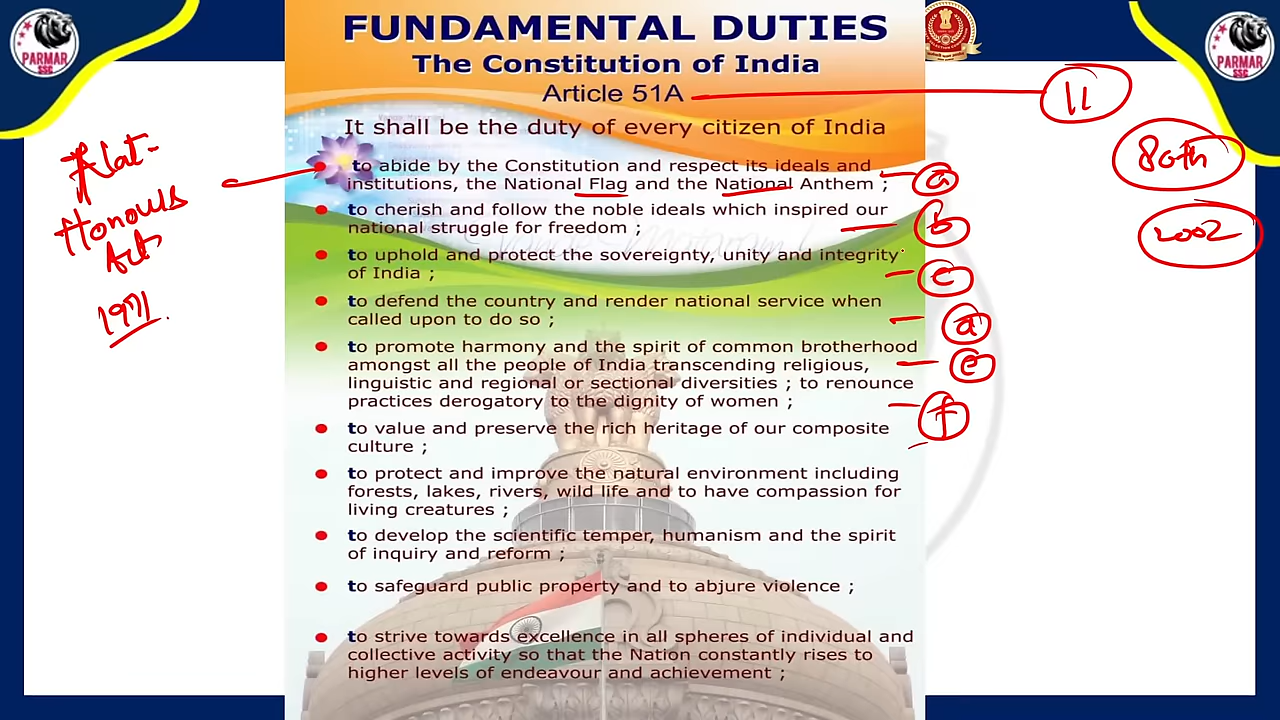 PARMAR
SSC
PARMAR
SSC
FUNDAMENTAL DUTIES
The Constitution of India
Article 51A
11
It shall be the duty of every citizen of India
80th
2002
to abide by the Constitution and respect its ideals and
institutions, the National Flag and the National Anthem ;
a
Nat-
Honours
Act
1971
to cherish and follow the noble ideals which inspired our
national struggle for freedom ;
b
to uphold and protect the sovereignty, unity and integrity
of India ;
c
to defend the country and render national service when
called upon to do so ;
d
to promote harmony and the spirit of common brotherhood
amongst all the people of India transcending religious,
linguistic and regional or sectional diversities ; to renounce
practices derogatory to the dignity of women ;
e
f
to value and preserve the rich heritage of our composite
culture ;
to protect and improve the natural environment including
forests, lakes, rivers, wild life and to have compassion for
living creatures ;
to develop the scientific temper, humanism and the spirit
of inquiry and reform ;
to safeguard public property and to abjure violence ;
to strive towards excellence in all spheres of individual and
collective activity so that the Nation constantly rises to
higher levels of endeavour and achievement ;